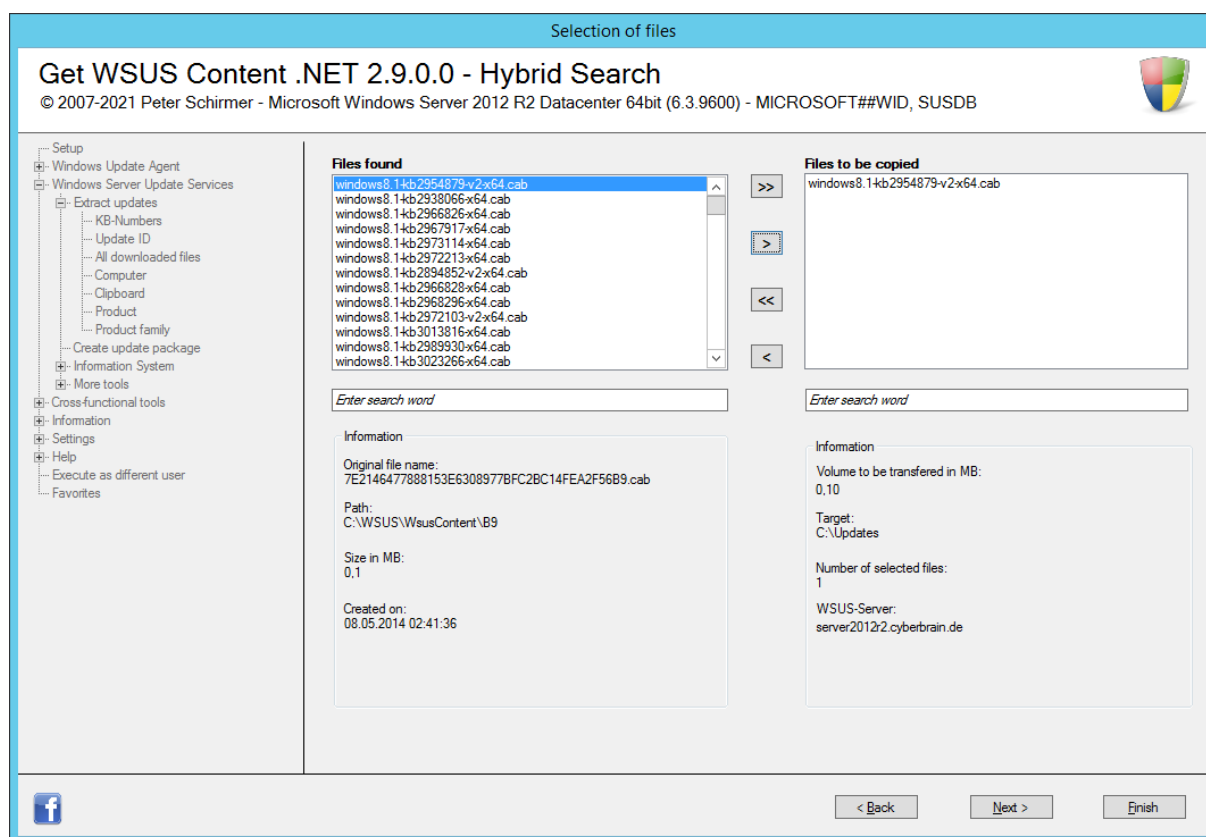 Selection of files
Get WSUS Content .NET 2.9.0.0 - Hybrid Search
© 2007-2021 Peter Schirmer - Microsoft Windows Server 2012 R2 Datacenter 64bit (6.3.9600) - MICROSOFT##WID, SUSDB
Setup
Windows Update Agent
Windows Server Update Services
Extract updates
KB-Numbers
Update ID
All downloaded files
Computer
Clipboard
Product
Product family
Create update package
Information System
More tools
Cross-functional tools
Information
Settings
Help
Execute as different user
Favorites
Files found
windows8.1-kb2954879-v2-x64.cab
windows8.1-kb2938066-x64.cab
windows8.1-kb2966826-x64.cab
windows8.1-kb2967917-x64.cab
windows8.1-kb2973114-x64.cab
windows8.1-kb2972213-x64.cab
windows8.1-kb2894852-v2-x64.cab
windows8.1-kb2966828-x64.cab
windows8.1-kb2968296-x64.cab
windows8.1-kb2972103-v2-x64.cab
windows8.1-kb3013816-x64.cab
windows8.1-kb2989930-x64.cab
windows8.1-kb3023266-x64.cab
Enter search word
Information
Original file name:
7E2146477888153E6308977BFC2BC14FEA2F56B9.cab
Path:
C:\WSUS\WsusContent\B9
Size in MB:
0,1
Created on:
08.05.2014 02:41:36
>>
>
<<
<
Files to be copied
windows8.1-kb2954879-v2-x64.cab
Enter search word
Information
Volume to be transfered in MB:
0,10
Target:
C:\Updates
Number of selected files:
1
WSUS-Server:
server2012r2.cyberbrain.de
f
< Back
Next >
Finish